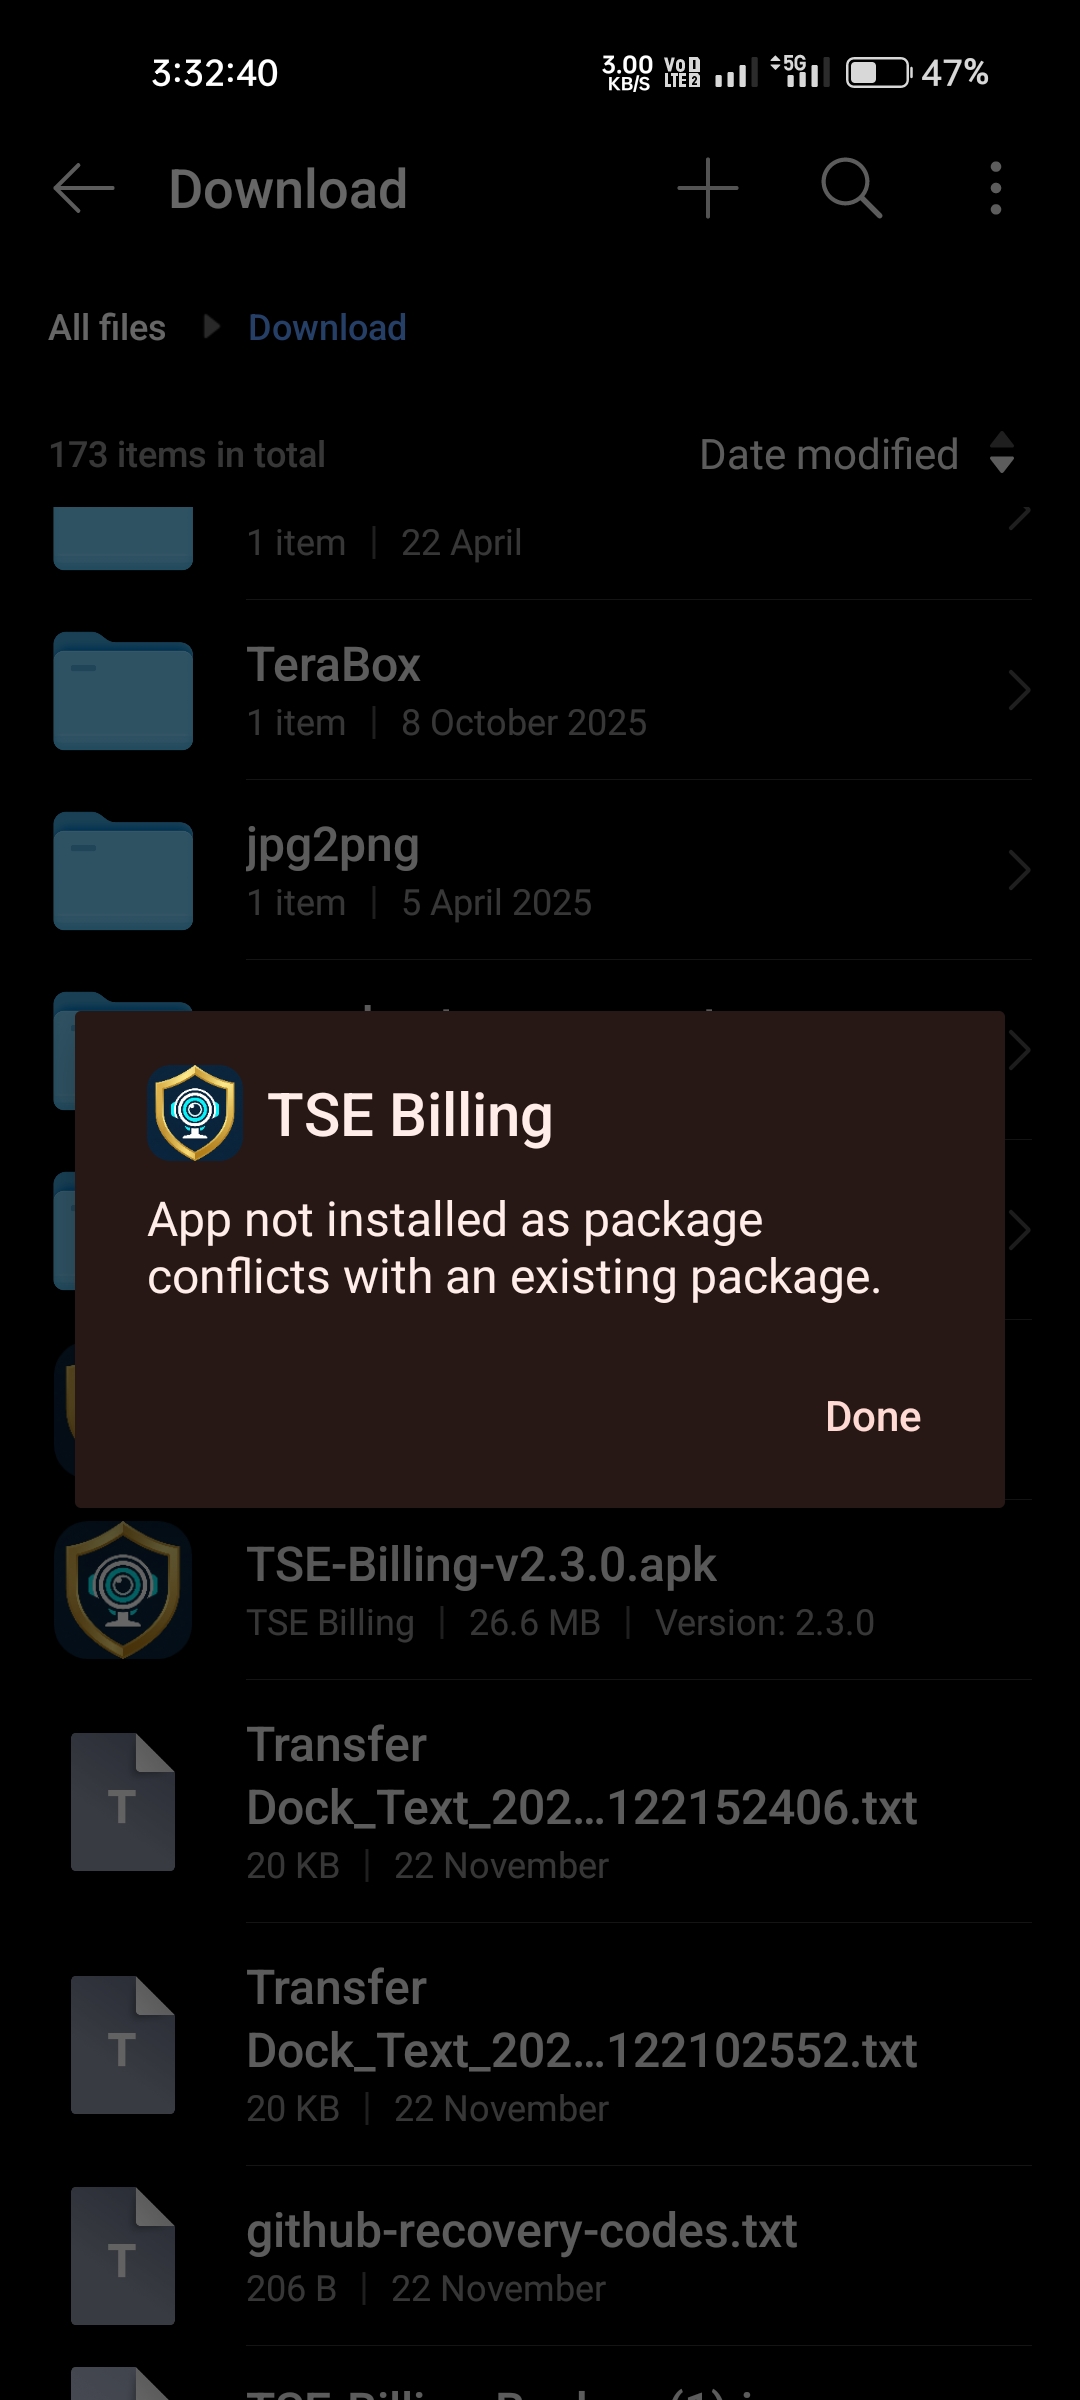 3:32:40
3.00 KB/S
VoLTE2
5G
47%
Download
All files
Download
173 items in total
Date modified
1 item | 22 April
TeraBox
1 item | 8 October 2025
jpg2png
1 item | 5 April 2025
TSE Billing
App not installed as package
conflicts with an existing package.
Done
TSE-Billing-v2.3.0.apk
TSE Billing | 26.6 MB | Version: 2.3.0
Transfer
T
Dock_Text_202...122152406.txt
20 KB | 22 November
Transfer
T
Dock_Text_202...122102552.txt
20 KB | 22 November
T
github-recovery-codes.txt
206 B | 22 November